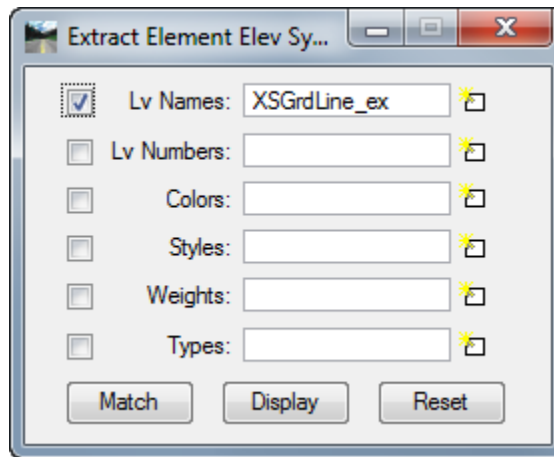 Extract Element Elev Sy...
Lv Names: XSGrdLine_ex
Lv Numbers:
Colors:
Styles:
Weights:
Types:
Match Display Reset